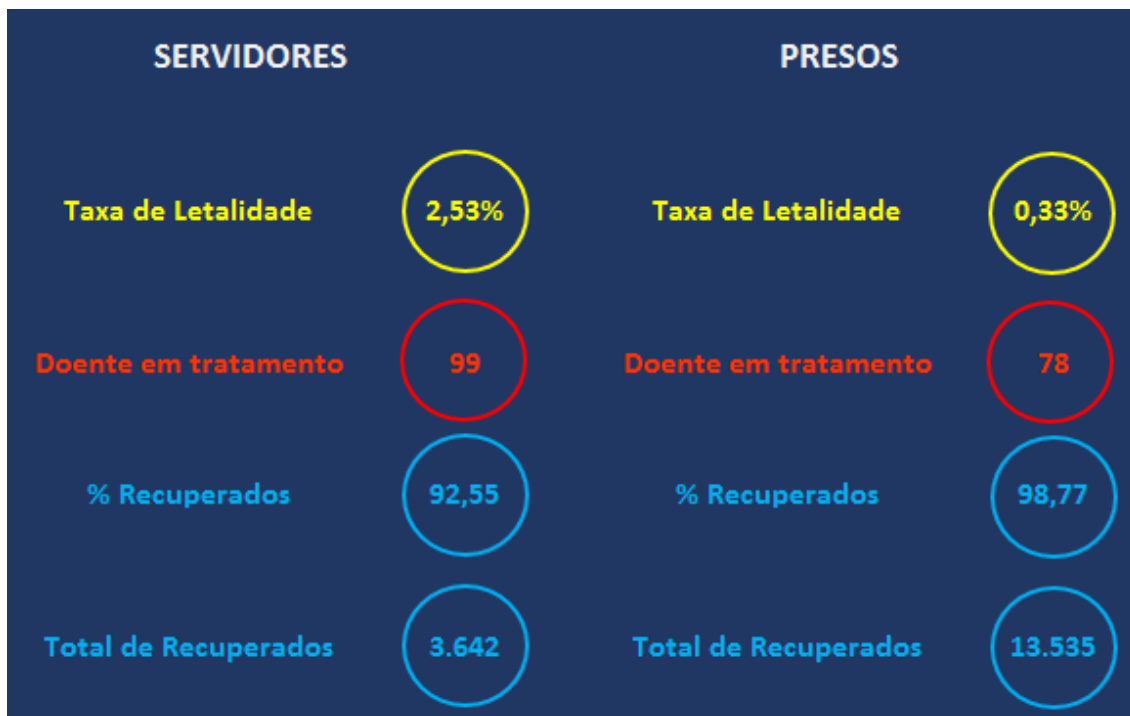 SERVIDORES
PRESOS
Taxa de Letalidade 2,53%
Taxa de Letalidade 0,33%
Doente em tratamento 99
Doente em tratamento 78
% Recuperados 92,55
% Recuperados 98,77
Total de Recuperados 3.642
Total de Recuperados 13.535